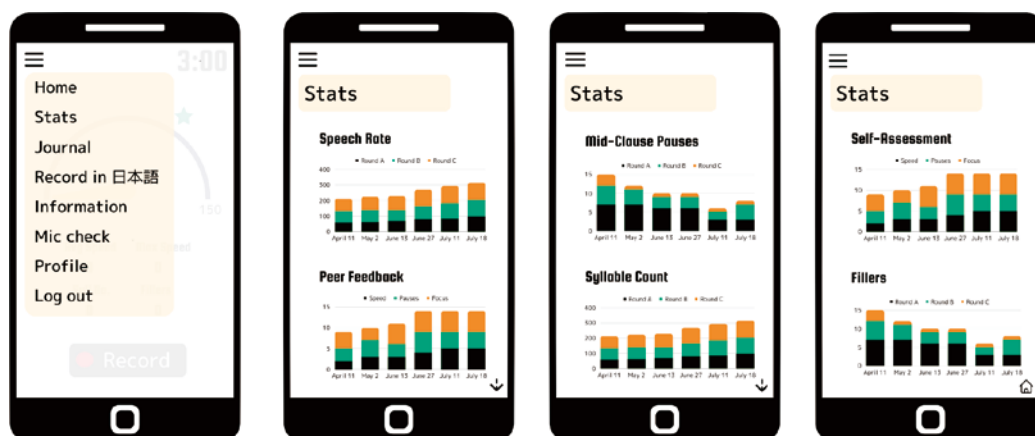 3:00
Home
Stats
Journal
Record in 日本語
Information
Mic check
Profile
Log out
150
Record
Stats
Speech Rate
Round A Round B Round C
400
300
200
100
0
April 11 May 2 June 13 June 27 July 11 July 18
Peer Feedback
Speed Pauses Focus
15
10
5
0
April 11 May 2 June 13 June 27 July 11 July 18
Stats
Mid-Clause Pauses
Round A Round B Round C
15
10
5
0
April 11 May 2 June 13 June 27 July 11 July 18
Syllable Count
Round A Round B Round C
400
300
200
100
0
April 11 May 2 June 13 June 27 July 11 July 18
Stats
Self-Assessment
Speed Pauses Focus
15
10
5
0
April 11 May 2 June 13 June 27 July 11 July 18
Fillers
Round A Round B Round C
15
10
5
0
April 11 May 2 June 13 June 27 July 11 July 18